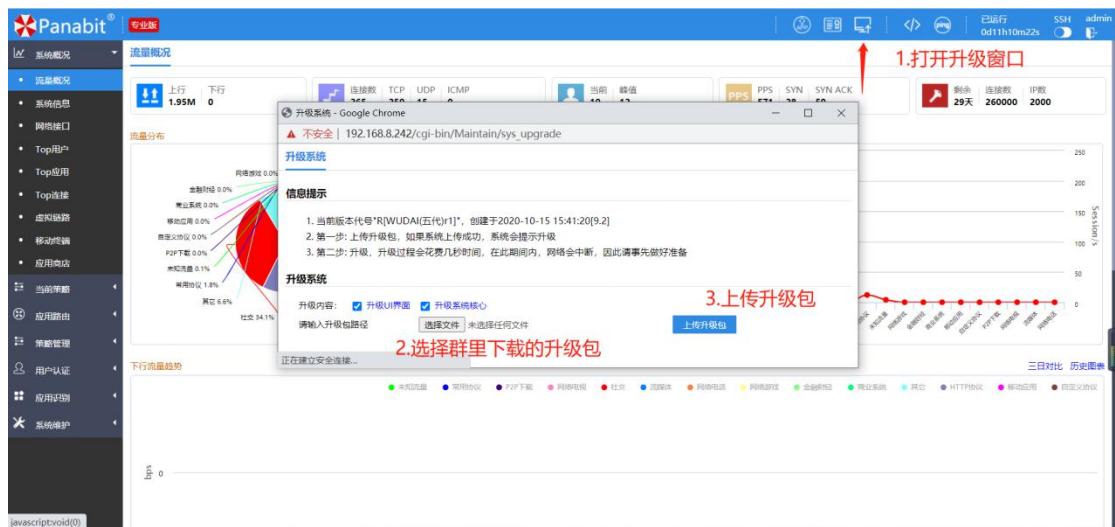 Panabit® 专业版
已运行 SSH admin
0d11h10m22s
1.打开升级窗口
系统概况
流量概况
系统信息
网络接口
Top用户
Top应用
Top连接
虚拟链路
移动终端
应用商店
当前策略
应用路由
策略管理
用户认证
应用识别
系统维护
流量概况
上行 下行
1.95M 0
连接数 TCP UDP ICMP
当前 峰值
PPS PPS SYN SYN ACK
剩余 连接数 IP数
29天 260000 2000
流量分布
网络游戏 0.0%
金融财经 0.0%
商业系统 0.0%
移动应用 0.0%
自定义协议 0.0%
P2P下载 0.0%
未知流量 0.1%
常用协议 1.8%
其它 6.6%
社交 34.1%
升级系统 - Google Chrome
不安全 | 192.168.8.242/cgi-bin/Maintain/sys_upgrade
升级系统
信息提示
1. 当前版本代号"R[WUDAI(五代)r1]", 创建于2020-10-15 15:41:20[9.2]
2. 第一步: 上传升级包, 如果系统上传成功, 系统会提示升级
3. 第二步: 升级, 升级过程会花费几秒时间, 在此期间内, 网络会中断, 因此请事先做好准备
升级系统
升级内容: 升级UI界面 升级系统核心
3.上传升级包
请输入升级包路径 选择文件 未选择任何文件 上传升级包
2.选择群里下载的升级包
正在建立安全连接...
250
200
150
100
50
0
Session/s
下行流量趋势
三日对比 历史图表
未知流量 常用协议 P2P下载 网络电视 社交 流媒体 网络电话 网络游戏 金融财经 商业系统 其它 HTTP协议 移动应用 自定义协议
bps
0
javascript:void(0)